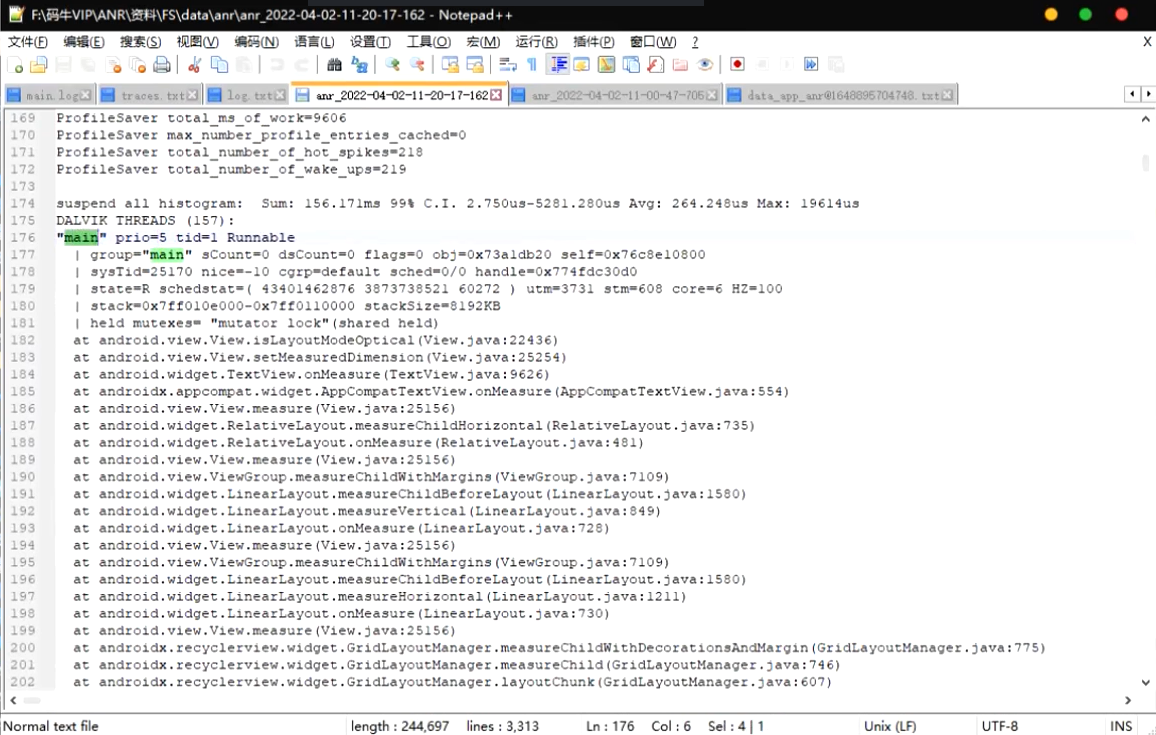 F:\码牛VIP\ANR\资料\FS\data\anr\anr_2022-04-02-11-20-17-162 - Notepad++
文件(F) 编辑(E) 搜索(S) 视图(V) 编码(N) 语言(L) 设置(T) 工具(O) 宏(M) 运行(R) 插件(P) 窗口(W) ? X
main.log traces.txt log.txt anr_2022-04-02-11-20-17-162 anr_2022-04-02-11-00-47-705 data_app_anr@1648895704748.txt
169 ProfileSaver total_ms_of_work=9606
170 ProfileSaver max_number_profile_entries_cached=0
171 ProfileSaver total_number_of_hot_spikes=218
172 ProfileSaver total_number_of_wake_ups=219
173
174 suspend all histogram:  Sum: 156.171ms 99% C.I. 2.750us-5281.280us Avg: 264.248us Max: 19614us
175 DALVIK THREADS (157):
176 "main" prio=5 tid=1 Runnable
177 | group="main" sCount=0 dsCount=0 flags=0 obj=0x73a1db20 self=0x76c8e10800
178 | sysTid=25170 nice=-10 cgrp=default sched=0/0 handle=0x774fdc30d0
179 | state=R schedstat=( 43401462876 3873738521 60272 ) utm=3731 stm=608 core=6 HZ=100
180 | stack=0x7ff010e000-0x7ff0110000 stackSize=8192KB
181 | held mutexes= "mutator lock"(shared held)
182 at android.view.View.isLayoutModeOptical(View.java:22436)
183 at android.view.View.setMeasuredDimension(View.java:25254)
184 at android.widget.TextView.onMeasure(TextView.java:9626)
185 at androidx.appcompat.widget.AppCompatTextView.onMeasure(AppCompatTextView.java:554)
186 at android.view.View.measure(View.java:25156)
187 at android.widget.RelativeLayout.measureChildHorizontal(RelativeLayout.java:735)
188 at android.widget.RelativeLayout.onMeasure(RelativeLayout.java:481)
189 at android.view.View.measure(View.java:25156)
190 at android.view.ViewGroup.measureChildWithMargins(ViewGroup.java:7109)
191 at android.widget.LinearLayout.measureChildBeforeLayout(LinearLayout.java:1580)
192 at android.widget.LinearLayout.measureVertical(LinearLayout.java:849)
193 at android.widget.LinearLayout.onMeasure(LinearLayout.java:728)
194 at android.view.View.measure(View.java:25156)
195 at android.view.ViewGroup.measureChildWithMargins(ViewGroup.java:7109)
196 at android.widget.LinearLayout.measureChildBeforeLayout(LinearLayout.java:1580)
197 at android.widget.LinearLayout.measureHorizontal(LinearLayout.java:1211)
198 at android.widget.LinearLayout.onMeasure(LinearLayout.java:730)
199 at android.view.View.measure(View.java:25156)
200 at androidx.recyclerview.widget.GridLayoutManager.measureChildWithDecorationsAndMargin(GridLayoutManager.java:775)
201 at androidx.recyclerview.widget.GridLayoutManager.measureChild(GridLayoutManager.java:746)
202 at androidx.recyclerview.widget.GridLayoutManager.layoutChunk(GridLayoutManager.java:607)
Normal text file length : 244,697 lines : 3,313 Ln : 176 Col : 6 Sel : 4 | 1 Unix (LF) UTF-8 INS